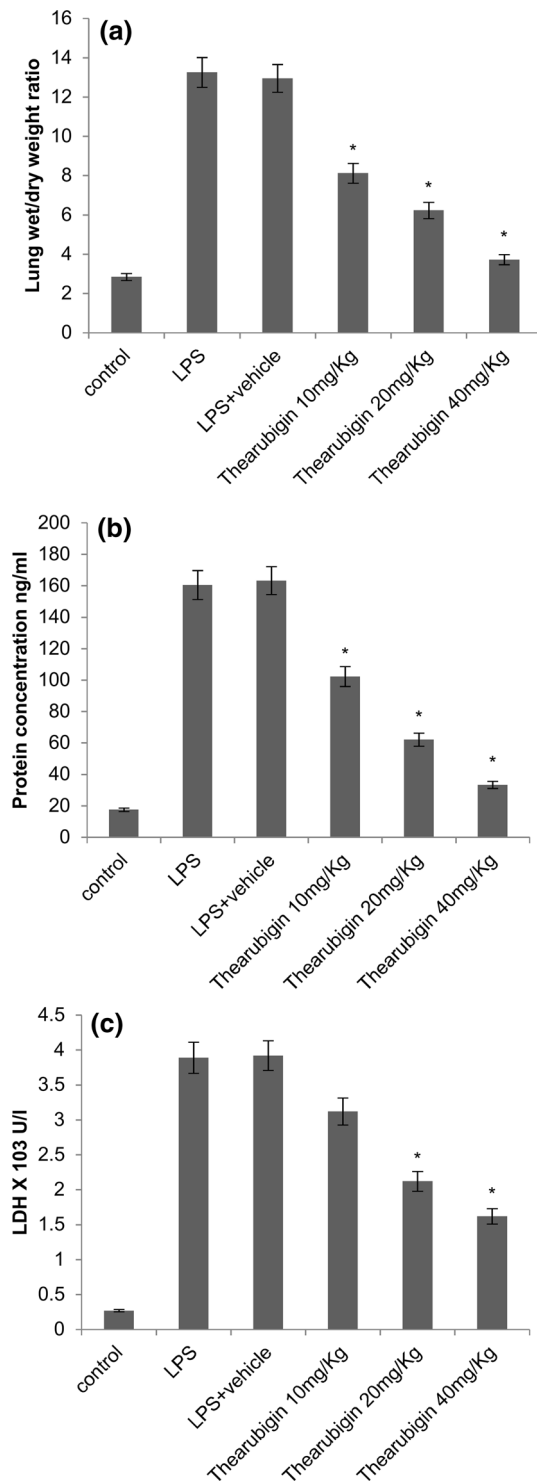 (a)
Lung wet/dry weight ratio
16
14
12
10
8
6
4
2
0
*
*
*
control
LPS
LPS+vehicle
Thearubigin 10mg/Kg
Thearubigin 20mg/Kg
Thearubigin 40mg/Kg
(b)
Protein concentration ng/ml
200
180
160
140
120
100
80
60
40
20
0
*
*
*
control
LPS
LPS+vehicle
Thearubigin 10mg/Kg
Thearubigin 20mg/Kg
Thearubigin 40mg/Kg
(c)
LDH X 103 U/l
4.5
4
3.5
3
2.5
2
1.5
1
0.5
0
*
*
control
LPS
LPS+vehicle
Thearubigin 10mg/Kg
Thearubigin 20mg/Kg
Thearubigin 40mg/Kg